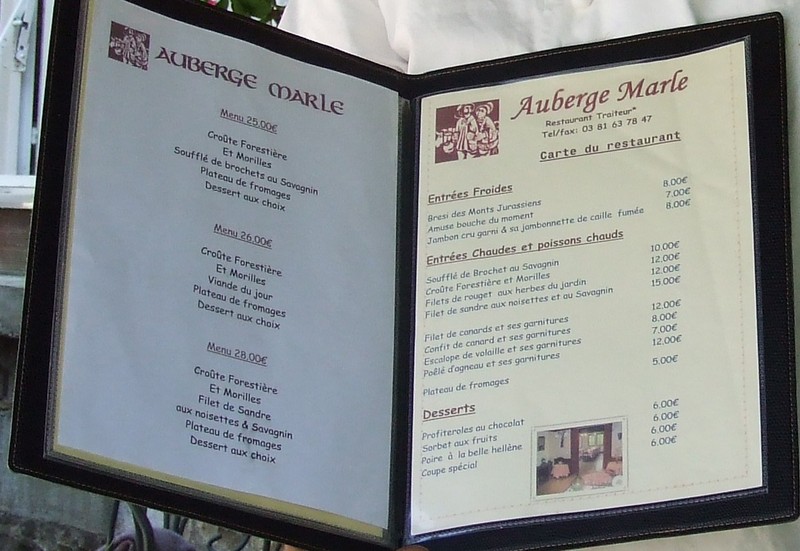 AUBERGE MARLE
Menu 25.00€
Croûte Forestière
Et Morilles
Soufflé de brochets au Savagnin
Plateau de fromages
Dessert aux choix
Menu 26.00€
Croûte Forestière
Et Morilles
Viande du jour
Plateau de fromages
Dessert aux choix
Menu 28.00€
Croûte Forestière
Et Morilles
Filet de Sandre
aux noisettes & Savagnin
Plateau de fromages
Dessert aux choix
Auberge Marle
Restaurant Traiteur*
Tel/fax: 03 81 63 78 47
Carte du restaurant
Entrées Froides
Bresi des Monts Jurassiens 8.00€
Amuse bouche du moment 7.00€
Jambon cru garni & sa jambonnette de caille fumée 8.00€
Entrées Chaudes et poissons chauds
Soufflé de Brochet au Savagnin 10.00€
Croûte Forestière et Morilles 12.00€
Filets de rouget aux herbes du jardin 12.00€
Filet de sandre aux noisettes et au Savagnin 15.00€
Filet de canards et ses garnitures 12.00€
Confit de canard et ses garnitures 8.00€
Escalope de volaille et ses garnitures 7.00€
Poêlé d'agneau et ses garnitures 12.00€
Plateau de fromages 5.00€
Desserts
Profiteroles au chocolat 6.00€
Sorbet aux fruits 6.00€
Poire à la belle hellène 6.00€
Coupe spécial 6.00€